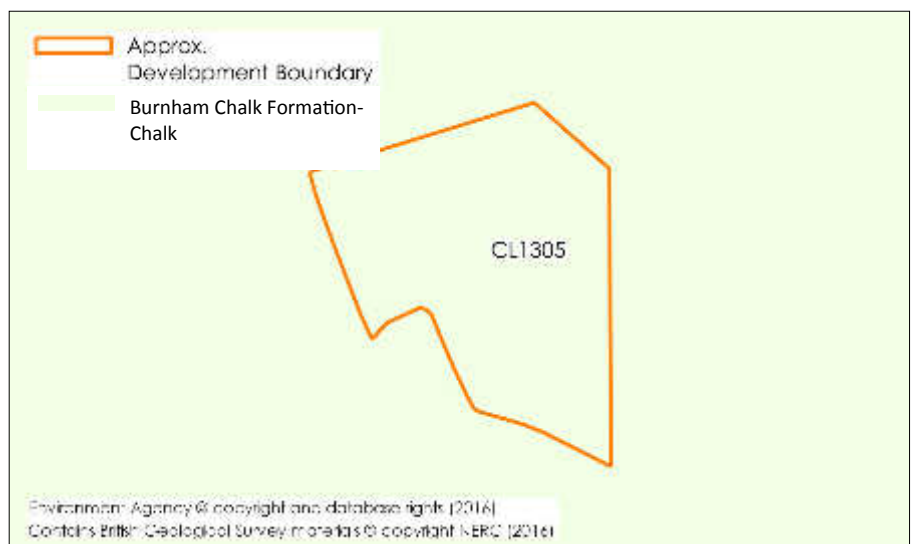 Approx.
Development Boundary
Burnham Chalk Formation-
Chalk
CL1305
Environment Agency © copyright and database rights (2016)
Contains British Geological Survey materials © copyright NERC (2016)